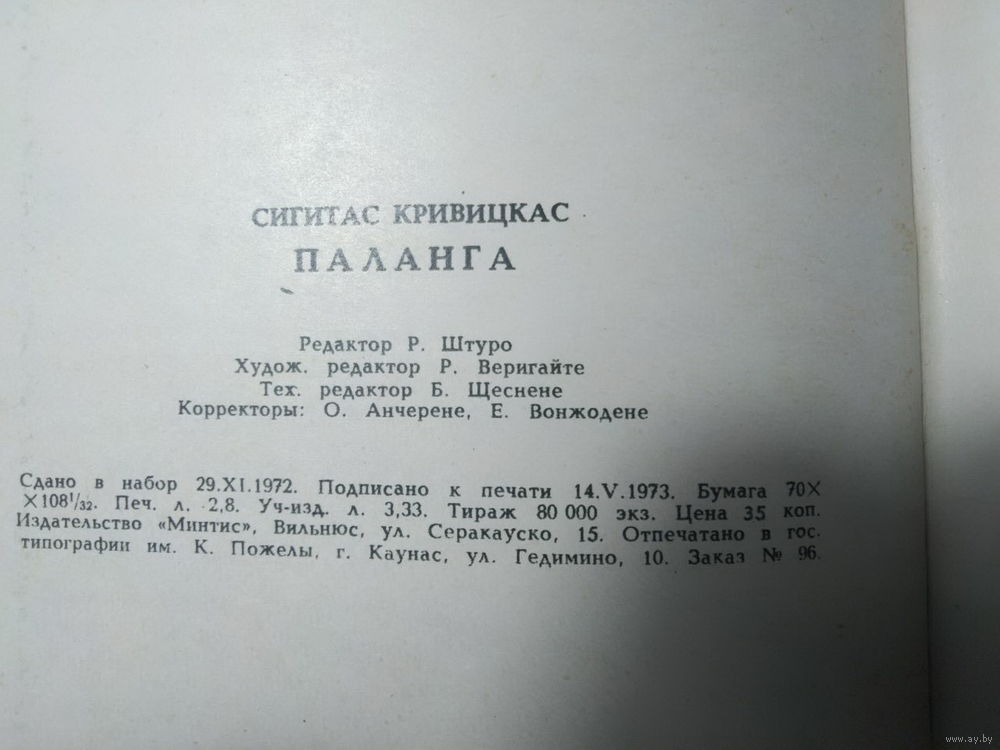 СИГИТАС КРИВИЦКАС
ПАЛАНГА
Редактор Р. Штуро
Худож. редактор Р. Веригайте
Тех. редактор Б. Щеснене
Корректоры: О. Анчерене, Е. Вонжодене
Сдано в набор 29.XI.1972. Подписано к печати 14.V.1973. Бумага 70×
×108¹/₃₂. Печ. л. 2,8. Уч-изд. л. 3,33. Тираж 80 000 экз. Цена 35 коп.
Издательство «Минтис», Вильнюс, ул. Серакауско, 15. Отпечатано в гос.
типографии им. К. Пожелы, г. Каунас, ул. Гедимино, 10. Заказ № 96.
www.ay.by